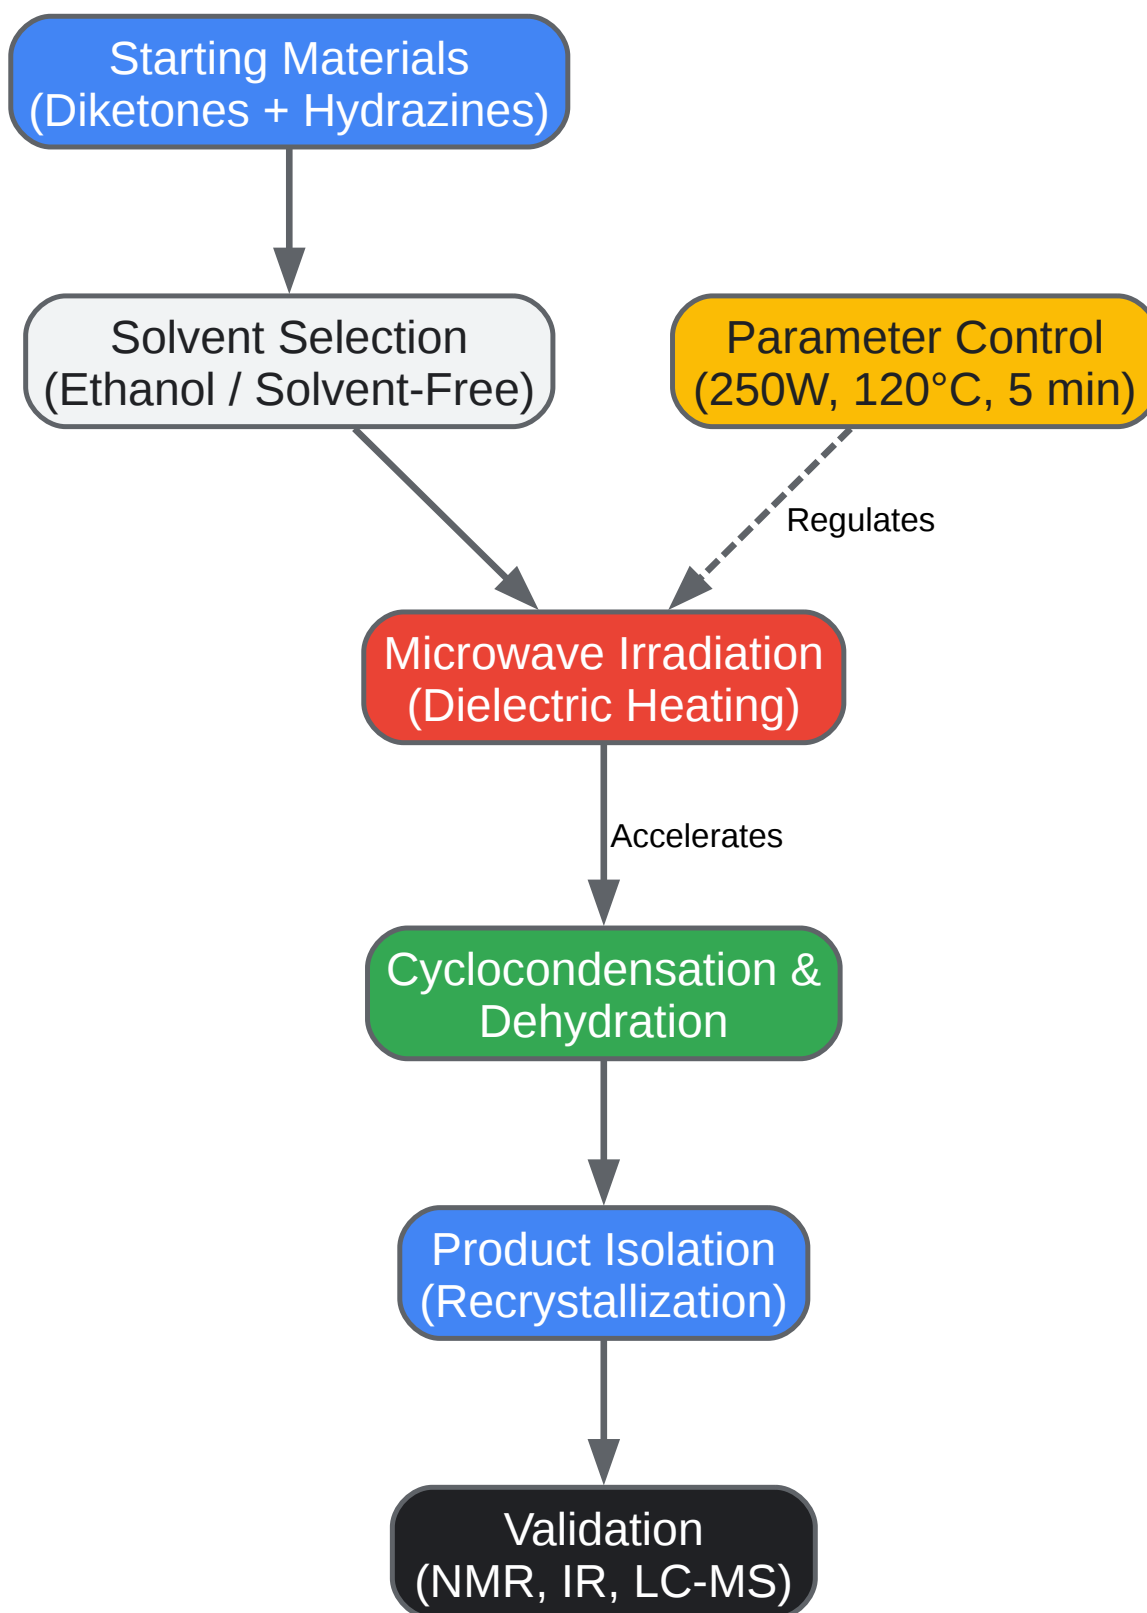 Starting Materials
(Diketones + Hydrazines)
Solvent Selection
(Ethanol / Solvent-Free)
Parameter Control
(250W, 120°C, 5 min)
Regulates
Microwave Irradiation
(Dielectric Heating)
Accelerates
Cyclocondensation &
Dehydration
Product Isolation
(Recrystallization)
Validation
(NMR, IR, LC-MS)